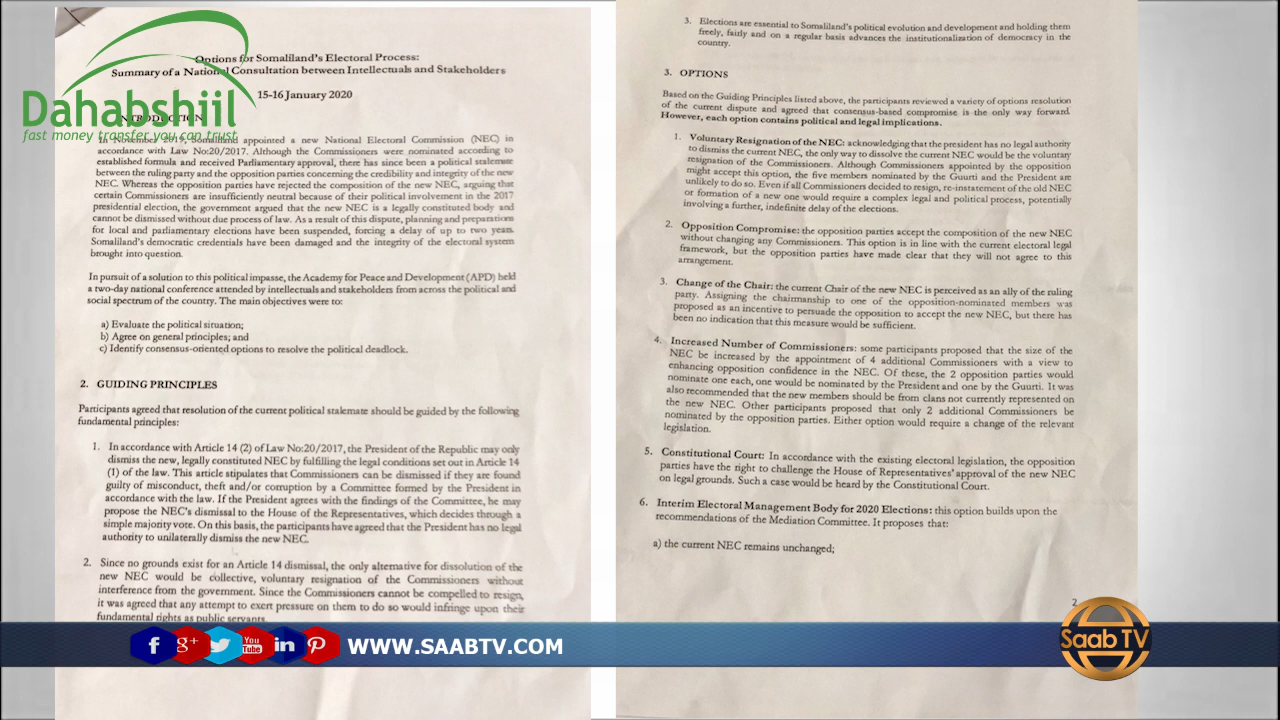 Dahabshiil
fast money transfer you can trust
Options for Somaliland's Electoral Process:
Summary of a National Consultation between Intellectuals and Stakeholders
15-16 January 2020
INTRODUCTION
In November 2019, Somaliland appointed a new National Electoral Commission (NEC) in
accordance with Law No:20/2017. Although the Commissioners were nominated according to
established formula and received Parliamentary approval, there has since been a political stalemate
between the ruling party and the opposition parties concerning the credibility and integrity of the new
NEC. Whereas the opposition parties have rejected the composition of the new NEC, arguing that
certain Commissioners are insufficiently neutral because of their political involvement in the 2017
presidential election, the government argued that the new NEC is a legally constituted body and
cannot be dismissed without due process of law. As a result of this dispute, planning and preparations
for local and parliamentary elections have been suspended, forcing a delay of up to two years.
Somaliland's democratic credentials have been damaged and the integrity of the electoral system
brought into question.
In pursuit of a solution to this political impasse, the Academy for Peace and Development (APD) held
a two-day national conference attended by intellectuals and stakeholders from across the political and
social spectrum of the country. The main objectives were to:
a) Evaluate the political situation;
b) Agree on general principles; and
c) Identify consensus-oriented options to resolve the political deadlock.
2. GUIDING PRINCIPLES
Participants agreed that resolution of the current political stalemate should be guided by the following
fundamental principles:
1. In accordance with Article 14 (2) of Law No:20/2017, the President of the Republic may only
dismiss the new, legally constituted NEC by fulfilling the legal conditions set out in Article 14
(1) of the law. This article stipulates that Commissioners can be dismissed if they are found
guilty of misconduct, theft and/or corruption by a Committee formed by the President in
accordance with the law. If the President agrees with the findings of the Committee, he may
propose the NEC's dismissal to the House of the Representatives, which decides through a
simple majority vote. On this basis, the participants have agreed that the President has no legal
authority to unilaterally dismiss the new NEC.
2. Since no grounds exist for an Article 14 dismissal, the only alternative for dissolution of the
new NEC would be collective, voluntary resignation of the Commissioners without
interference from the government. Since the Commissioners cannot be compelled to resign,
it was agreed that any attempt to exert pressure on them to do so would infringe upon their
fundamental rights as public servants.
3. Elections are essential to Somaliland's political evolution and development and holding them
freely, fairly and on a regular basis advances the institutionalization of democracy in the
country.
3. OPTIONS
Based on the Guiding Principles listed above, the participants reviewed a variety of options resolution
of the current dispute and agreed that consensus-based compromise is the only way forward.
However, each option contains political and legal implications.
1. Voluntary Resignation of the NEC: acknowledging that the president has no legal authority
to dismiss the current NEC, the only way to dissolve the current NEC would be the voluntary
resignation of the Commissioners. Although Commissioners appointed by the opposition
might accept this option, the five members nominated by the Guurti and the President are
unlikely to do so. Even if all Commissioners decided to resign, re-instatement of the old NEC
or formation of a new one would require a complex legal and political process, potentially
involving a further, indefinite delay of the elections.
2. Opposition Compromise: the opposition parties accept the composition of the new NEC
without changing any Commissioners. This option is in line with the current electoral legal
framework, but the opposition parties have made clear that they will not agree to this
arrangement.
3. Change of the Chair: the current Chair of the new NEC is perceived as an ally of the ruling
party. Assigning the chairmanship to one of the opposition-nominated members was
proposed as an incentive to persuade the opposition to accept the new NEC, but there has
been no indication that this measure would be sufficient.
4. Increased Number of Commissioners: some participants proposed that the size of the
NEC be increased by the appointment of 4 additional Commissioners with a view to
enhancing opposition confidence in the NEC. Of these, the 2 opposition parties would
nominate one each, one would be nominated by the President and one by the Guurti. It was
also recommended that the new members should be from clans not currently represented on
the new NEC. Other participants proposed that only 2 additional Commissioners be
nominated by the opposition parties. Either option would require a change of the relevant
legislation.
5. Constitutional Court: In accordance with the existing electoral legislation, the opposition
parties have the right to challenge the House of Representatives' approval of the new NEC
on legal grounds. Such a case would be heard by the Constitutional Court.
6. Interim Electoral Management Body for 2020 Elections: this option builds upon the
recommendations of the Mediation Committee. It proposes that:
a) the current NEC remains unchanged;
2
f g+ You Tube in
WWW.SAABTV.COM
Saab TV